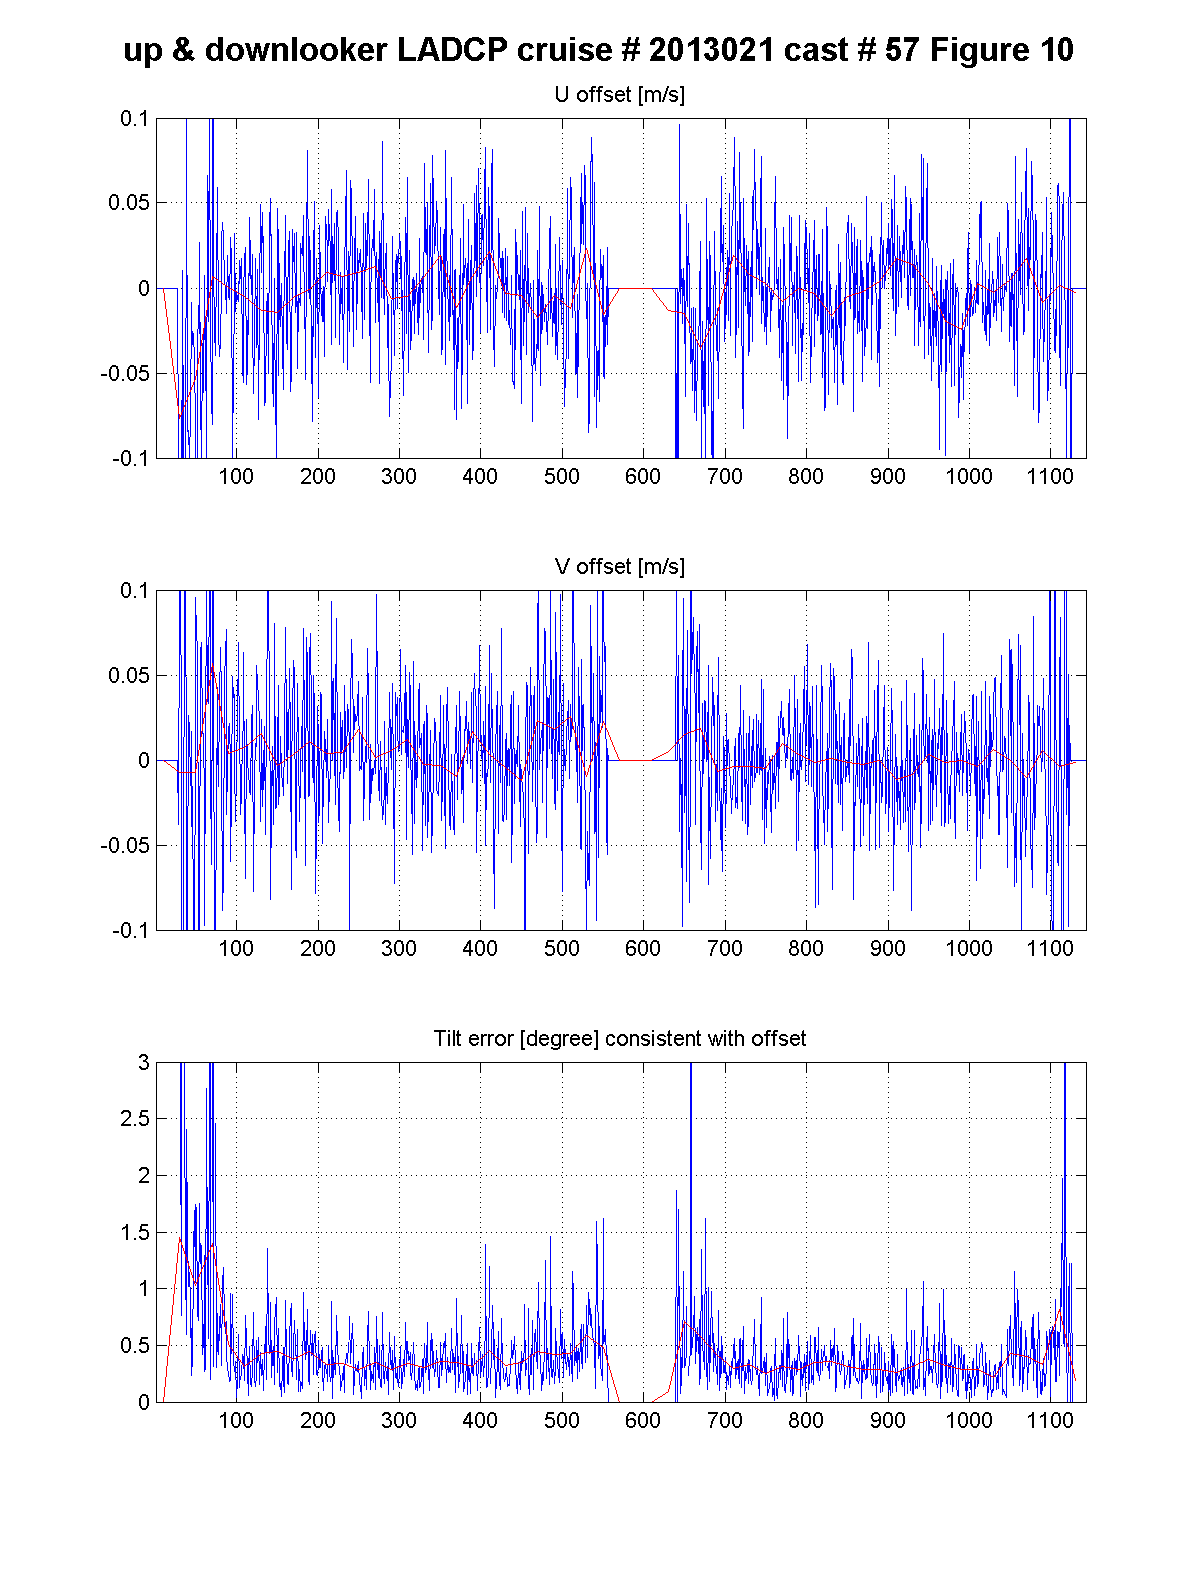 up & downlooker LADCP cruise # 2013021 cast # 57 Figure 10
U offset [m/s]
0.1
0.05
0
-0.05
-0.1
100 200 300 400 500 600 700 800 900 1000 1100
V offset [m/s]
0.1
0.05
0
-0.05
-0.1
100 200 300 400 500 600 700 800 900 1000 1100
Tilt error [degree] consistent with offset
3
2.5
2
1.5
1
0.5
0
100 200 300 400 500 600 700 800 900 1000 1100